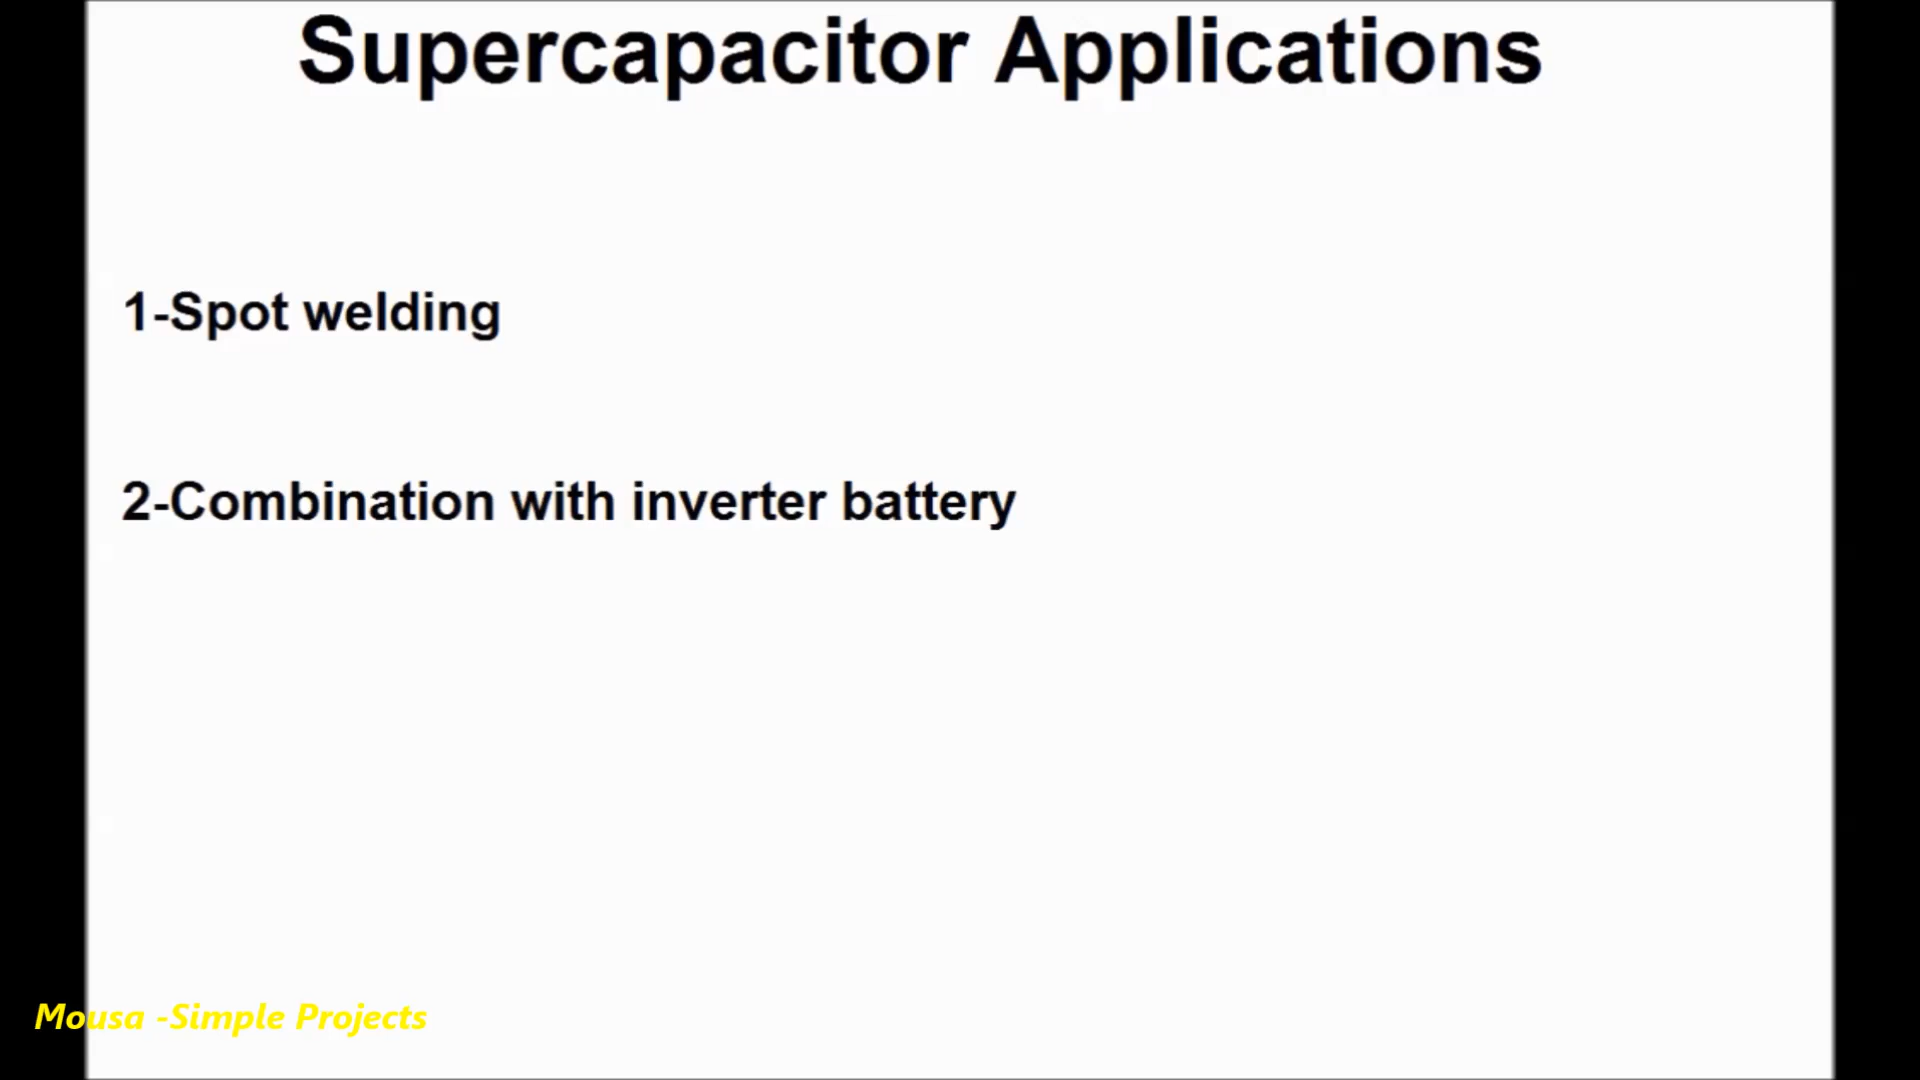 Supercapacitor Applications
1-Spot welding
2-Combination with inverter battery
Mousa -Simple Projects